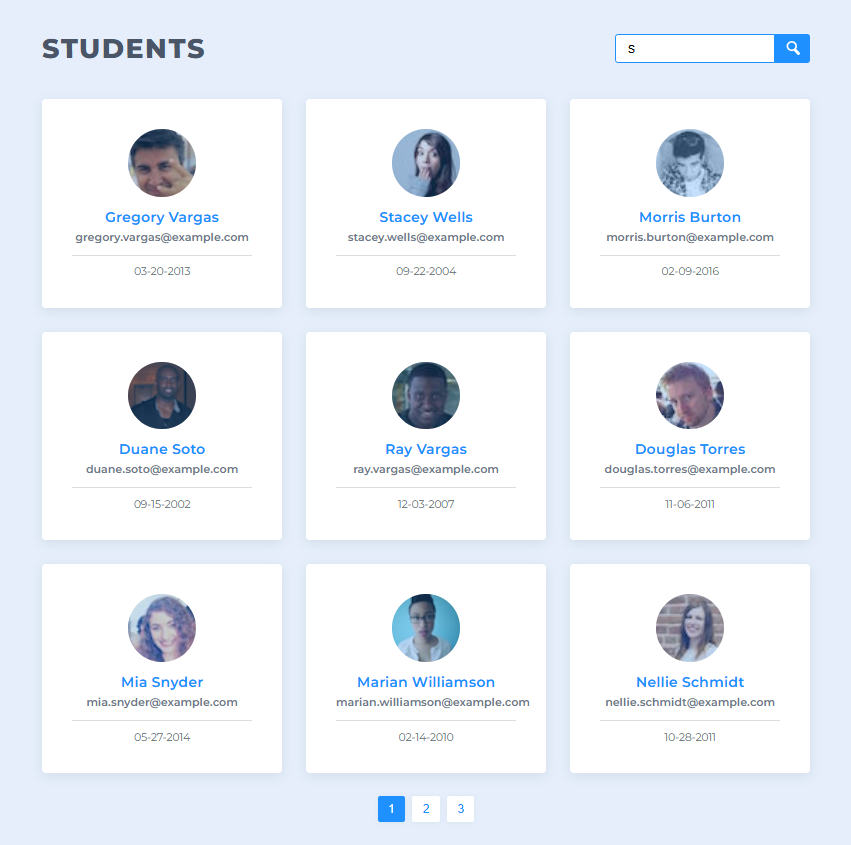 STUDENTS
S
Gregory Vargas
gregory.vargas@example.com
03-20-2013
Stacey Wells
stacey.wells@example.com
09-22-2004
Morris Burton
morris.burton@example.com
02-09-2016
Duane Soto
duane.soto@example.com
09-15-2002
Ray Vargas
ray.vargas@example.com
12-03-2007
Douglas Torres
douglas.torres@example.com
11-06-2011
Mia Snyder
mia.snyder@example.com
05-27-2014
Marian Williamson
marian.williamson@example.com
02-14-2010
Nellie Schmidt
nellie.schmidt@example.com
10-28-2011
1 2 3